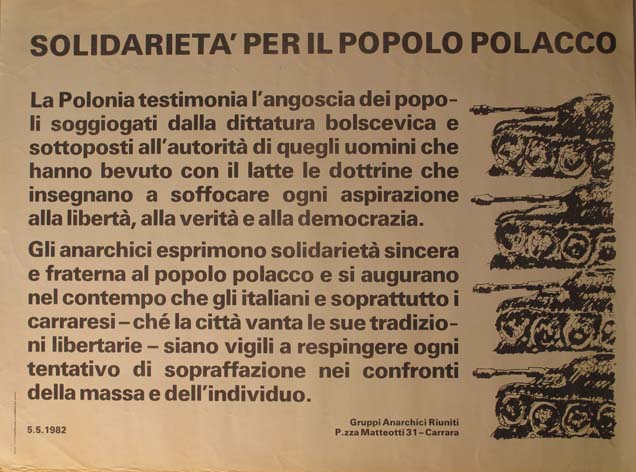 SOLIDARIETA' PER IL POPOLO POLACCO
La Polonia testimonia l'angoscia dei popo-
li soggiogati dalla dittatura bolscevica e
sottoposti all'autorità di quegli uomini che
hanno bevuto con il latte le dottrine che
insegnano a soffocare ogni aspirazione
alla libertà, alla verità e alla democrazia.
Gli anarchici esprimono solidarietà sincera
e fraterna al popolo polacco e si augurano
nel contempo che gli italiani e soprattutto i
carraresi – ché la città vanta le sue tradizio-
ni libertarie – siano vigili a respingere ogni
tentativo di sopraffazione nei confronti
della massa e dell'individuo.
5.5.1982
Gruppi Anarchici Riuniti
P.zza Matteotti 31 – Carrara